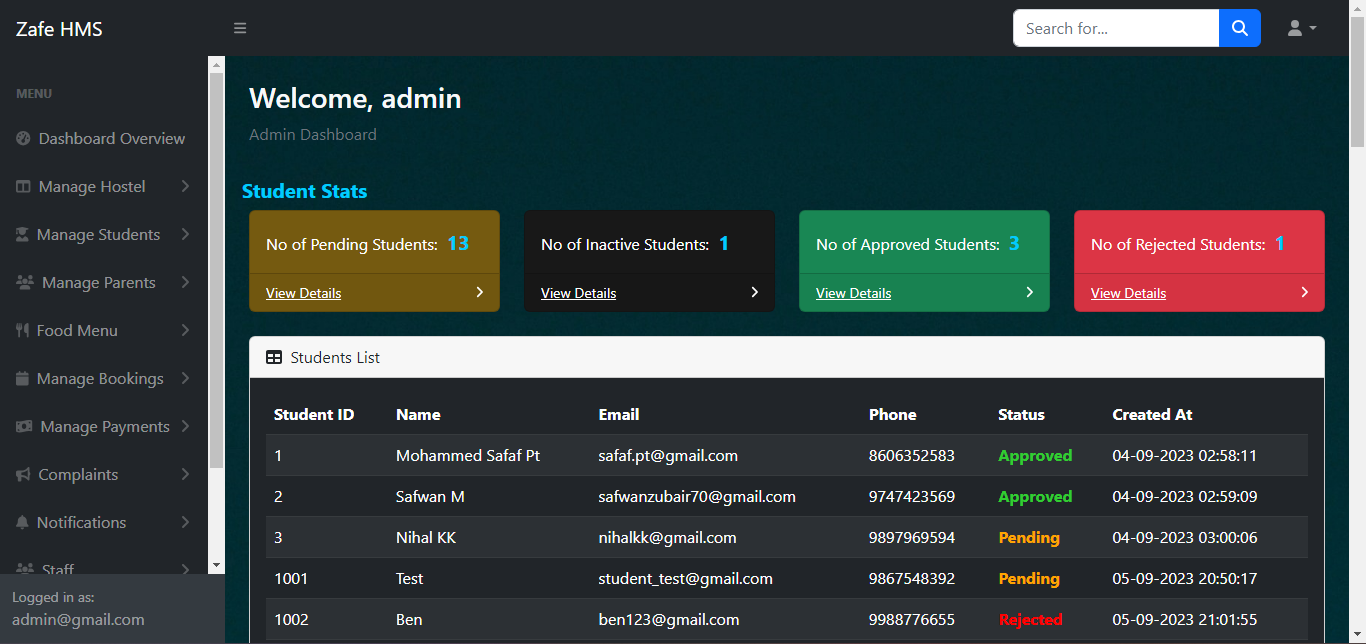 Zafe HMS
Search for...
MENU
Dashboard Overview
Manage Hostel
Manage Students
Manage Parents
Food Menu
Manage Bookings
Manage Payments
Complaints
Notifications
Staff
Logged in as:
admin@gmail.com
Welcome, admin
Admin Dashboard
Student Stats
No of Pending Students: 13
View Details
No of Inactive Students: 1
View Details
No of Approved Students: 3
View Details
No of Rejected Students: 1
View Details
Students List
Student ID Name Email Phone Status Created At
1 Mohammed Safaf Pt safaf.pt@gmail.com 8606352583 Approved 04-09-2023 02:58:11
2 Safwan M safwanzubair70@gmail.com 9747423569 Approved 04-09-2023 02:59:09
3 Nihal KK nihalkk@gmail.com 9897969594 Pending 04-09-2023 03:00:06
1001 Test student_test@gmail.com 9867548392 Pending 05-09-2023 20:50:17
1002 Ben ben123@gmail.com 9988776655 Rejected 05-09-2023 21:01:55